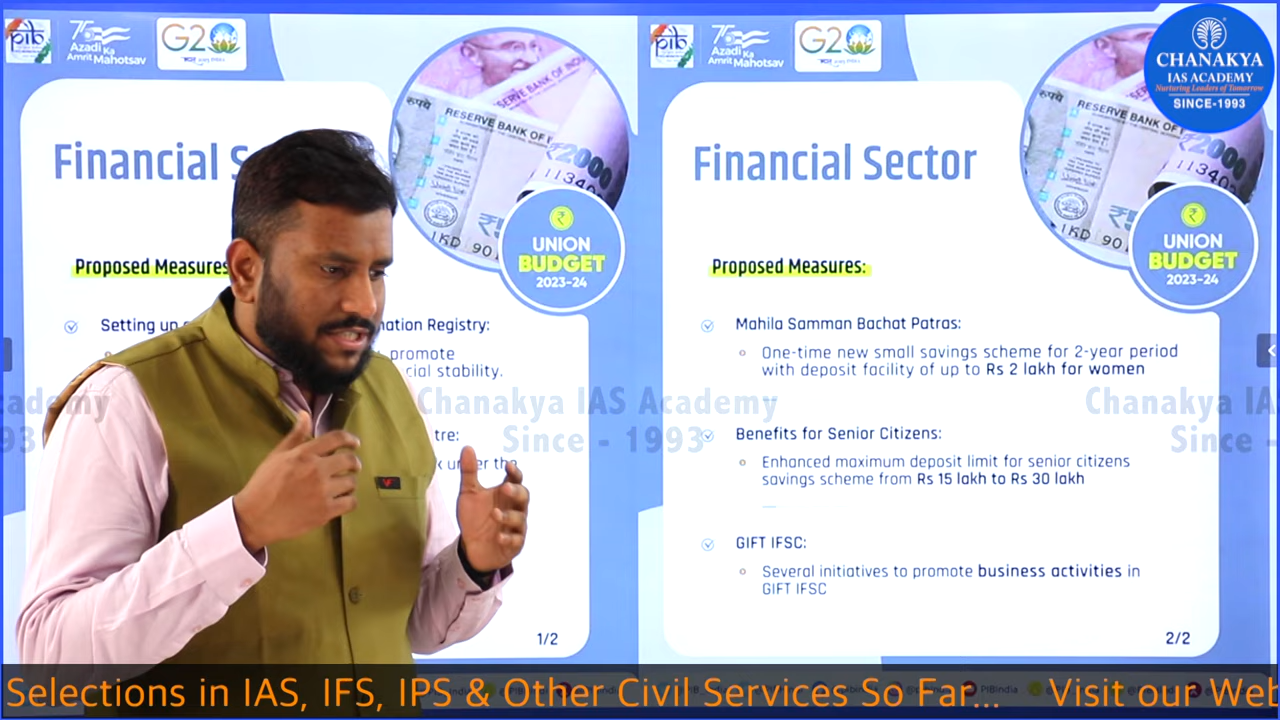 pib
75
Azadi
Ka
Amrit Mahotsav
G20
Financial S
RESERVE BANK OF I
₹2000
UNION
BUDGET
2023-24
Proposed Measures
Setting up
nation Registry:
promote
cial stability.
tre:
k under the
1/2
pib
75
Azadi
Ka
Amrit Mahotsav
G20
Financial Sector
रुपये
RESERVE BANK OF I
₹2000
UNION
BUDGET
2023-24
Proposed Measures:
Mahila Samman Bachat Patras:
One-time new small savings scheme for 2-year period
with deposit facility of up to Rs 2 lakh for women
Benefits for Senior Citizens:
Enhanced maximum deposit limit for senior citizens
savings scheme from Rs 15 lakh to Rs 30 lakh
GIFT IFSC:
Several initiatives to promote business activities in
GIFT IFSC
2/2
CHANAKYA
IAS ACADEMY
Nurturing Leaders of Tomorrow
SINCE-1993
ademy
93
Chanakya IAS Academy
Since - 1993
Chanakya IA
Since -
Selections in IAS, IFS, IPS & Other Civil Services So Far... Visit our Web